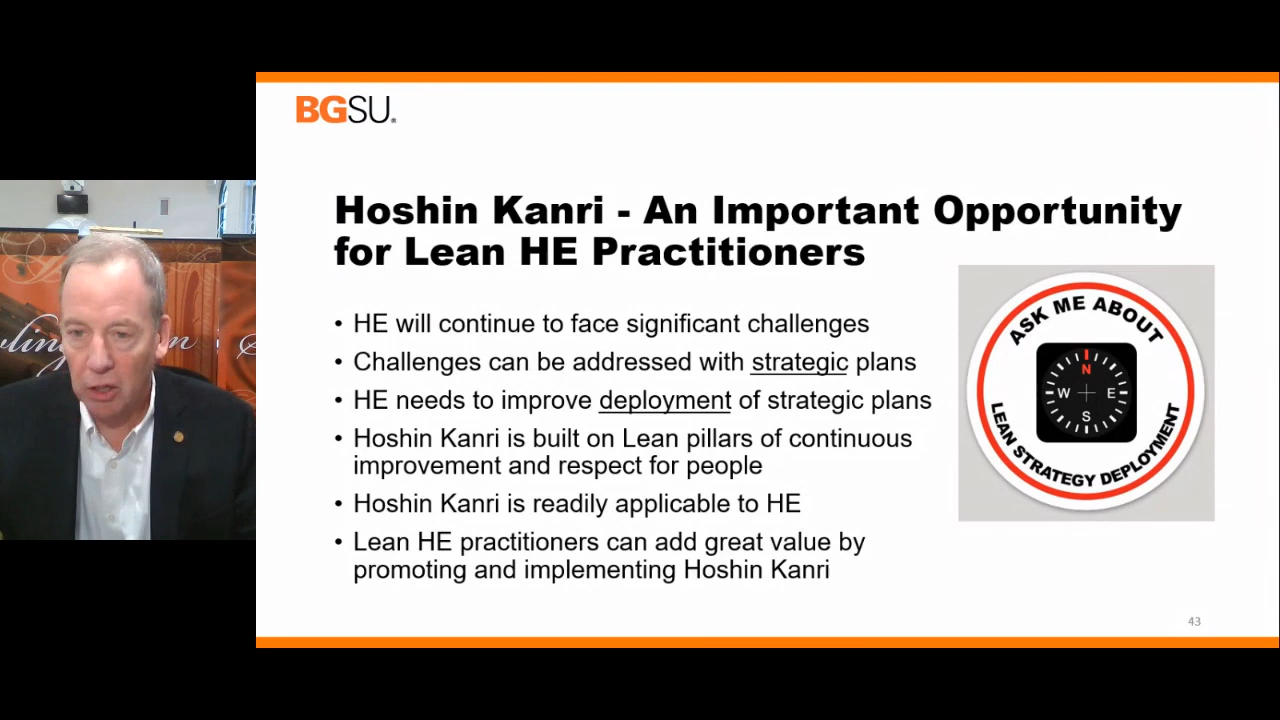 BGSU®
Hoshin Kanri - An Important Opportunity
for Lean HE Practitioners
• HE will continue to face significant challenges
• Challenges can be addressed with strategic plans
• HE needs to improve deployment of strategic plans
• Hoshin Kanri is built on Lean pillars of continuous
improvement and respect for people
• Hoshin Kanri is readily applicable to HE
• Lean HE practitioners can add great value by
promoting and implementing Hoshin Kanri
ASK ME ABOUT
N
W E
S
LEAN STRATEGY DEPLOYMENT
43